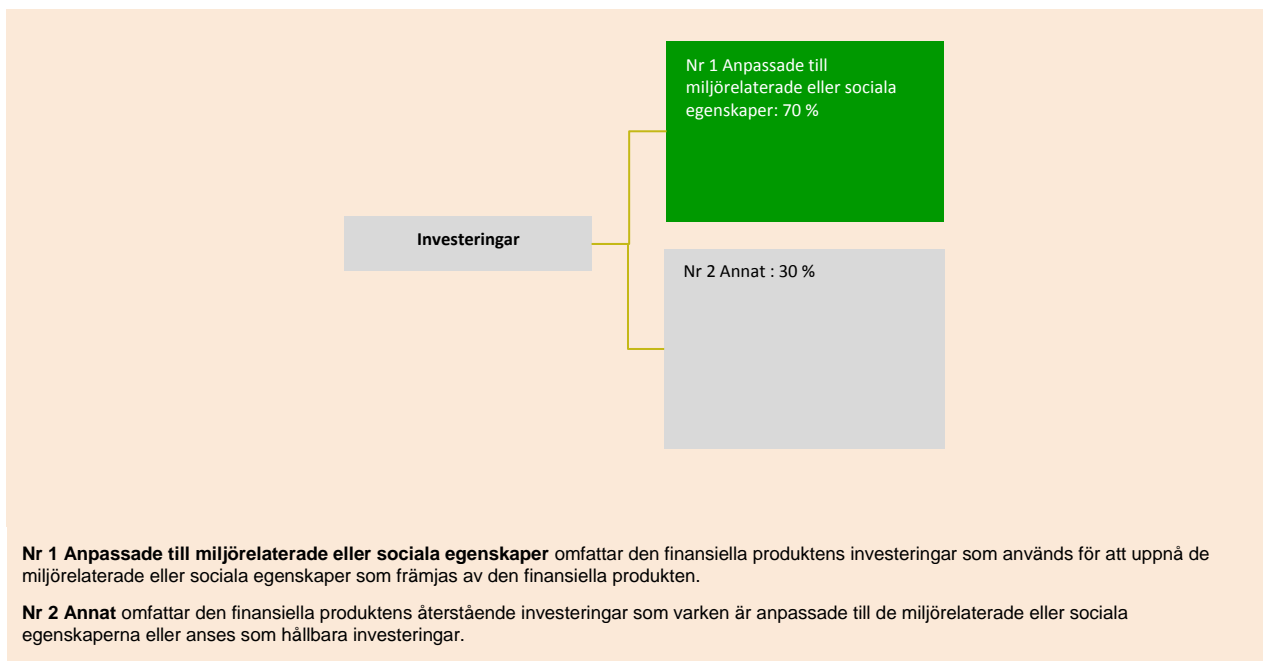 Nr 1 Anpassade till
miljörelaterade eller sociala
egenskaper: 70 %
Investeringar
Nr 2 Annat : 30 %
Nr 1 Anpassade till miljörelaterade eller sociala egenskaper omfattar den finansiella produktens investeringar som används för att uppnå de
miljörelaterade eller sociala egenskaper som främjas av den finansiella produkten.
Nr 2 Annat omfattar den finansiella produktens återstående investeringar som varken är anpassade till de miljörelaterade eller sociala
egenskaperna eller anses som hållbara investeringar.